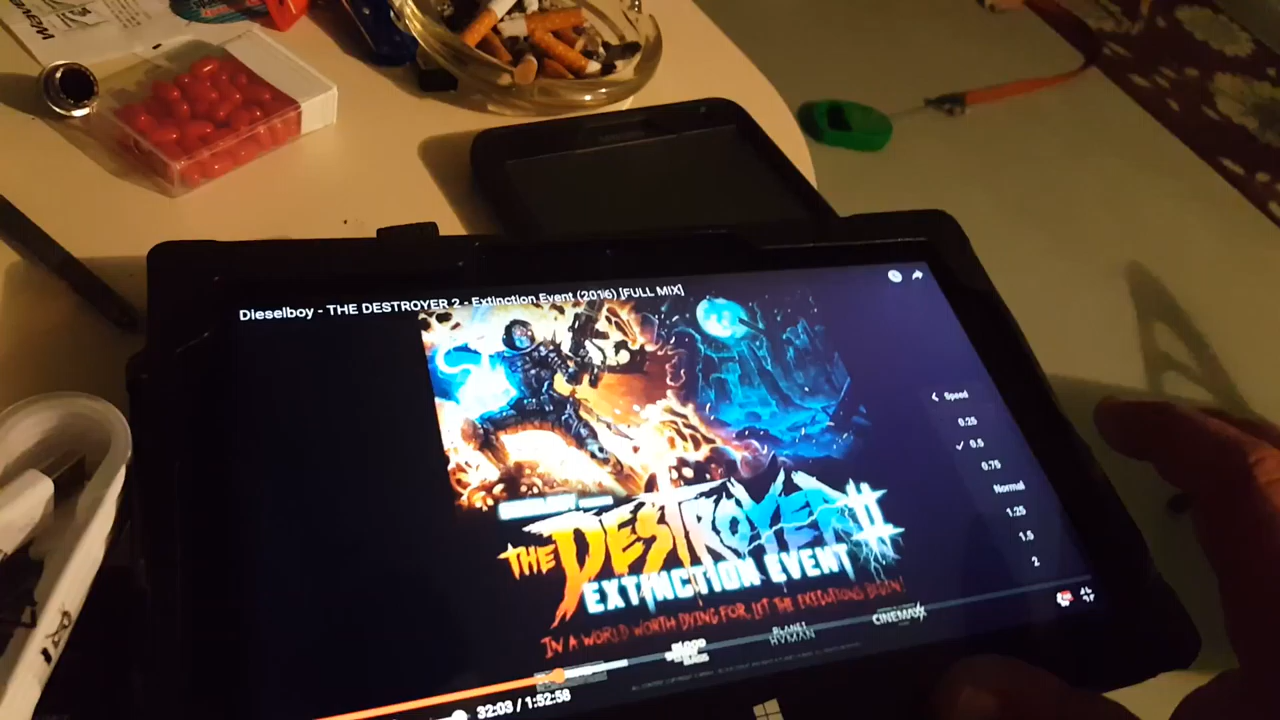 Dieselboy - THE DESTROYER 2 - Extinction Event (2016) [FULL MIX]
Speed
0.25
0.5
0.75
Normal
1.25
1.5
2
THE DESTROYER
EXTINCTION EVENT
IN A WORLD WORTH DYING FOR, LET THE EXECUTIONS BEGIN!
PLANET
HUMAN
CINEMAXX
32:03 / 1:52:58